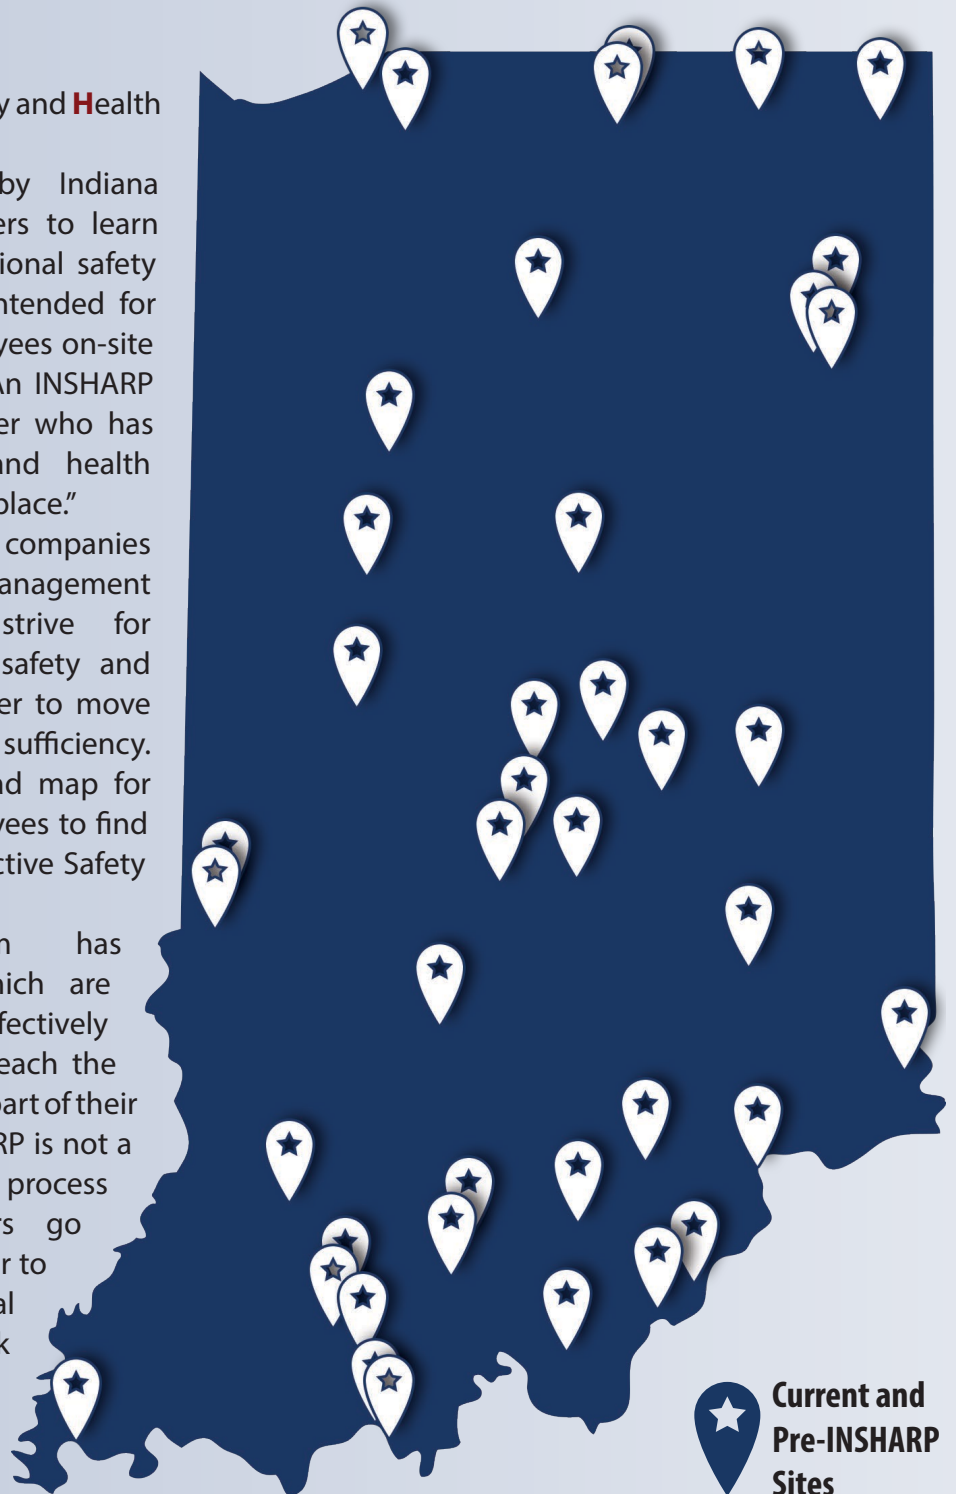 y and Health
by Indiana
ers to learn
ional safety
ntended for
yees on-site
An INSHARP
er who has
and health
place.”
companies
anagement
strive for
safety and
er to move
sufficiency.
nd map for
yees to find
ctive Safety
n has
hich are
ffectively
each the
part of their
RP is not a
process
rs go
r to
al
k
Current and
Pre-INSHARP
Sites